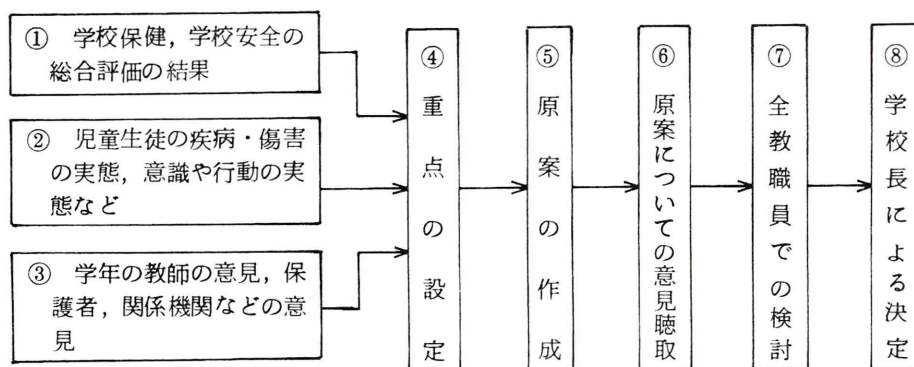 ① 学校保健，学校安全の
総合評価の結果
② 児童生徒の疾病・傷害
の実態，意識や行動の実
態など
③ 学年の教師の意見，保
護者，関係機関などの意
見
④重点の設定
⑤原案の作成
⑥原案についての意見聴取
⑦全教職員での検討
⑧学校長による決定